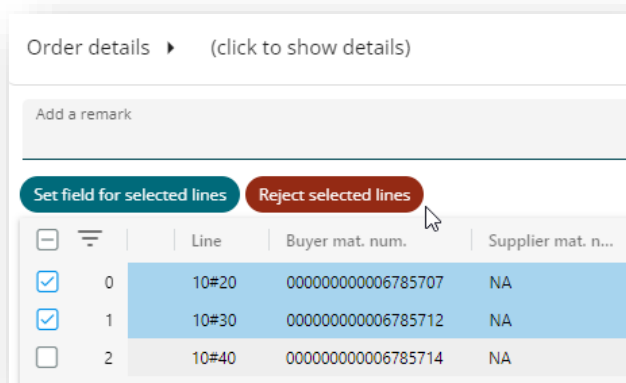 Order details (click to show details)
Add a remark
Set field for selected lines Reject selected lines
Line Buyer mat. num. Supplier mat. n...
0 10#20 000000000006785707 NA
1 10#30 000000000006785712 NA
2 10#40 000000000006785714 NA